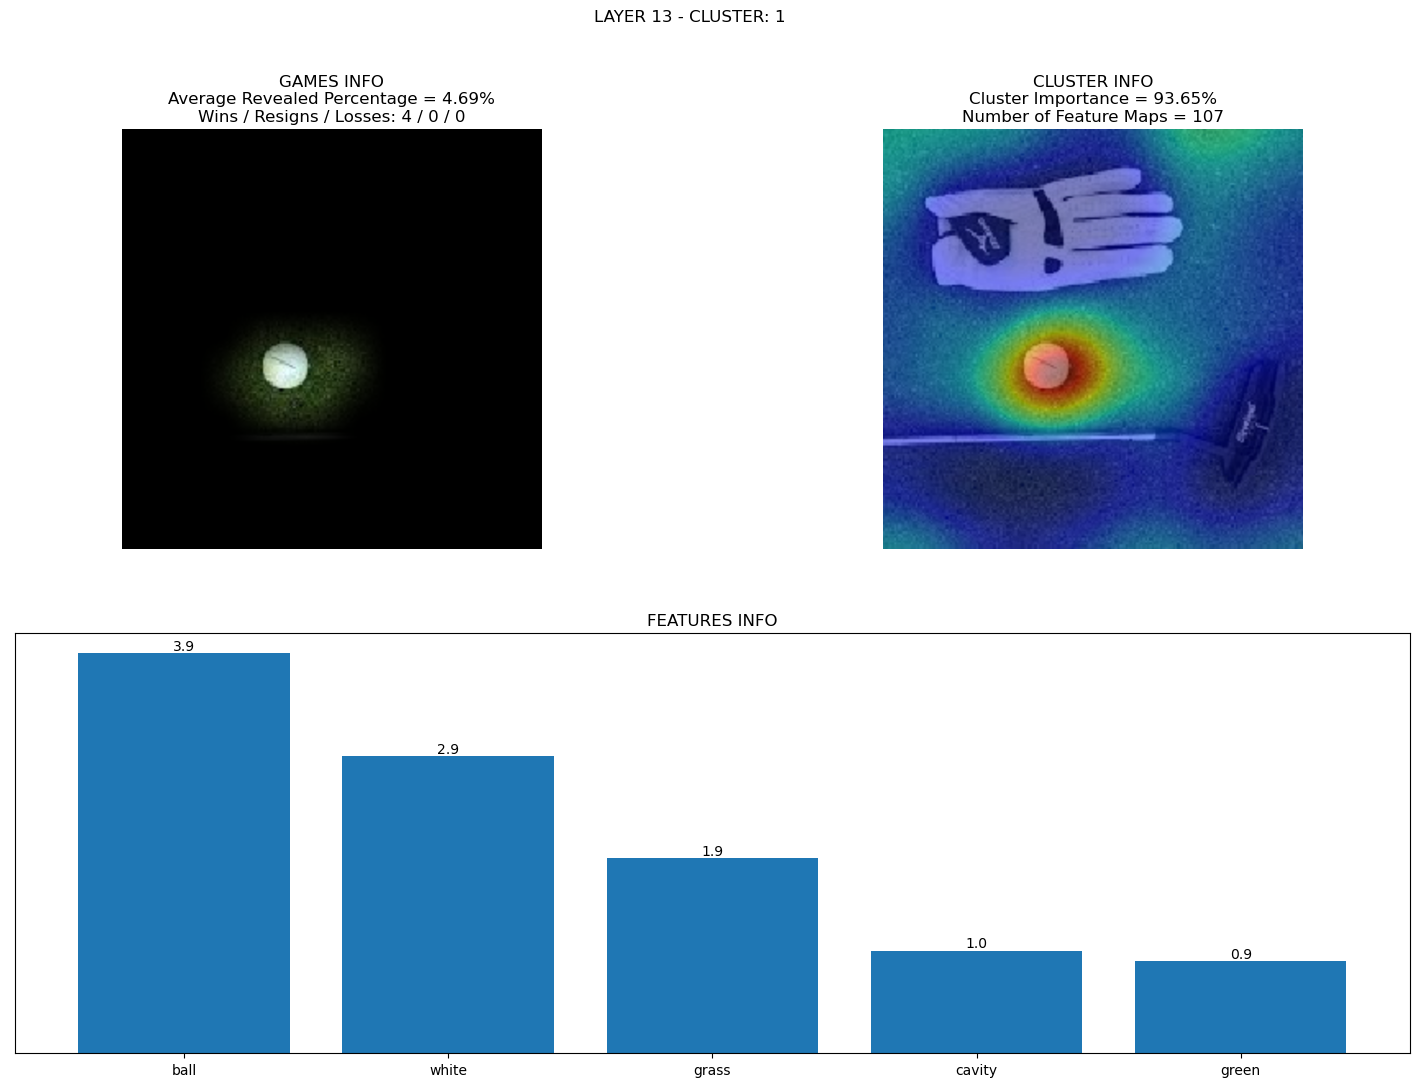 LAYER 13 - CLUSTER: 1
GAMES INFO
Average Revealed Percentage = 4.69%
Wins / Resigns / Losses: 4 / 0 / 0
CLUSTER INFO
Cluster Importance = 93.65%
Number of Feature Maps = 107
FEATURES INFO
3.9
2.9
1.9
1.0
0.9
ball
white
grass
cavity
green